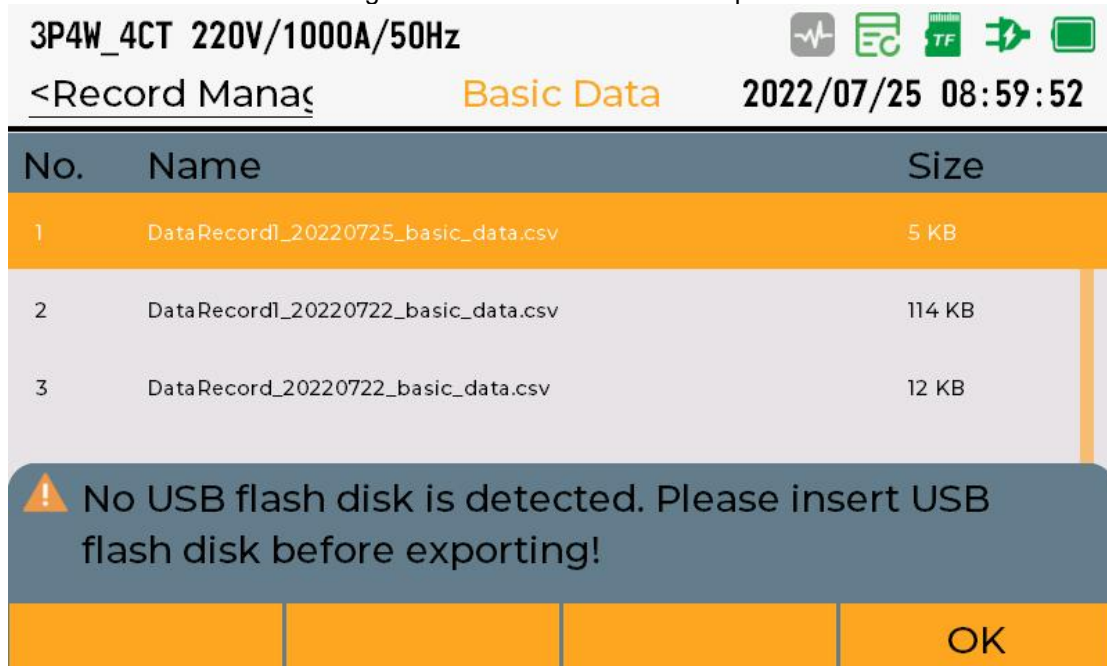 3P4W_4CT 220V/1000A/50Hz TF
<Record Manag Basic Data 2022/07/25 08:59:52
No. Name Size
1 DataRecord1_20220725_basic_data.csv 5 KB
2 DataRecord1_20220722_basic_data.csv 114 KB
3 DataRecord_20220722_basic_data.csv 12 KB
No USB flash disk is detected. Please insert USB
flash disk before exporting!
OK